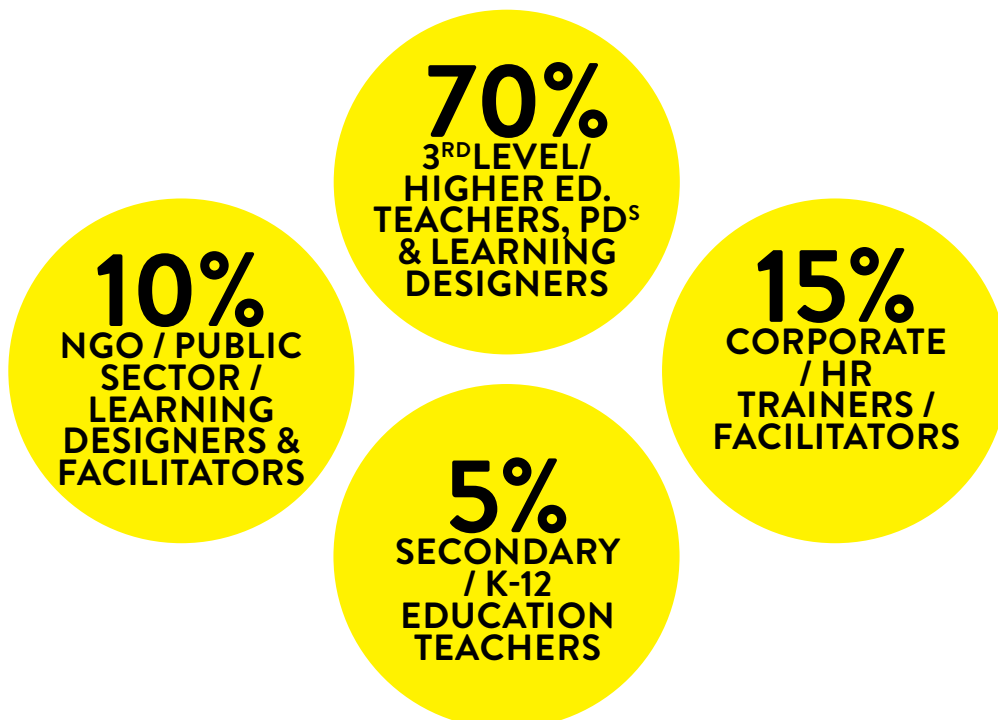 70%
3RD LEVEL/
HIGHER ED.
TEACHERS, PDS
& LEARNING
DESIGNERS
10%
NGO / PUBLIC
SECTOR /
LEARNING
DESIGNERS &
FACILITATORS
15%
CORPORATE
/ HR
TRAINERS /
FACILITATORS
5%
SECONDARY
/ K-12
EDUCATION
TEACHERS